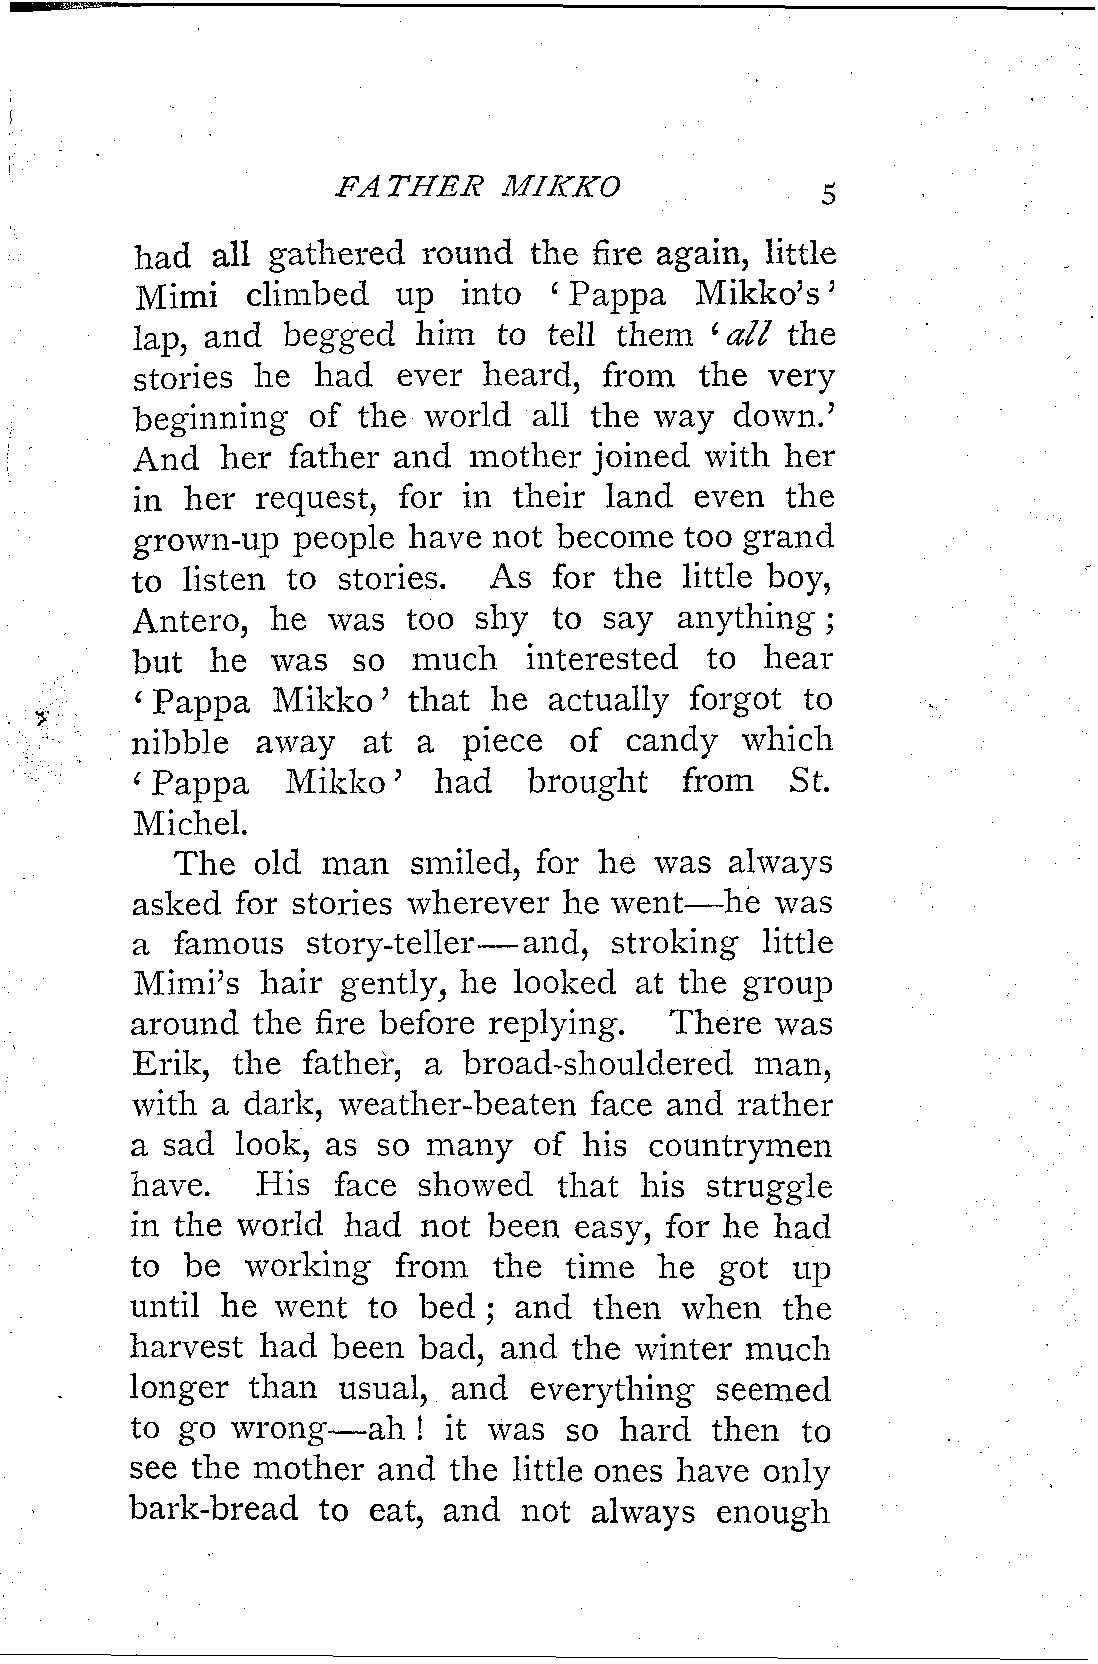 FATHER MIKKO 5
had all gathered round the fire again, little
Mimi climbed up into ‘Pappa Mikko's’
lap, and begged him to tell them ‘all the
stories he had ever heard, from the very
beginning of the world all the way down.’
And her father and mother joined with her
in her request, for in their land even the
grown-up people have not become too grand
to listen to stories. As for the little boy,
Antero, he was too shy to say anything;
but he was so much interested to hear
‘Pappa Mikko’ that he actually forgot to
nibble away at a piece of candy which
‘Pappa Mikko’ had brought from St.
Michel.
The old man smiled, for he was always
asked for stories wherever he went—he was
a famous story-teller—and, stroking little
Mimi's hair gently, he looked at the group
around the fire before replying. There was
Erik, the father, a broad-shouldered man,
with a dark, weather-beaten face and rather
a sad look, as so many of his countrymen
have. His face showed that his struggle
in the world had not been easy, for he had
to be working from the time he got up
until he went to bed; and then when the
harvest had been bad, and the winter much
longer than usual, and everything seemed
to go wrong—ah! it was so hard then to
see the mother and the little ones have only
bark-bread to eat, and not always enough